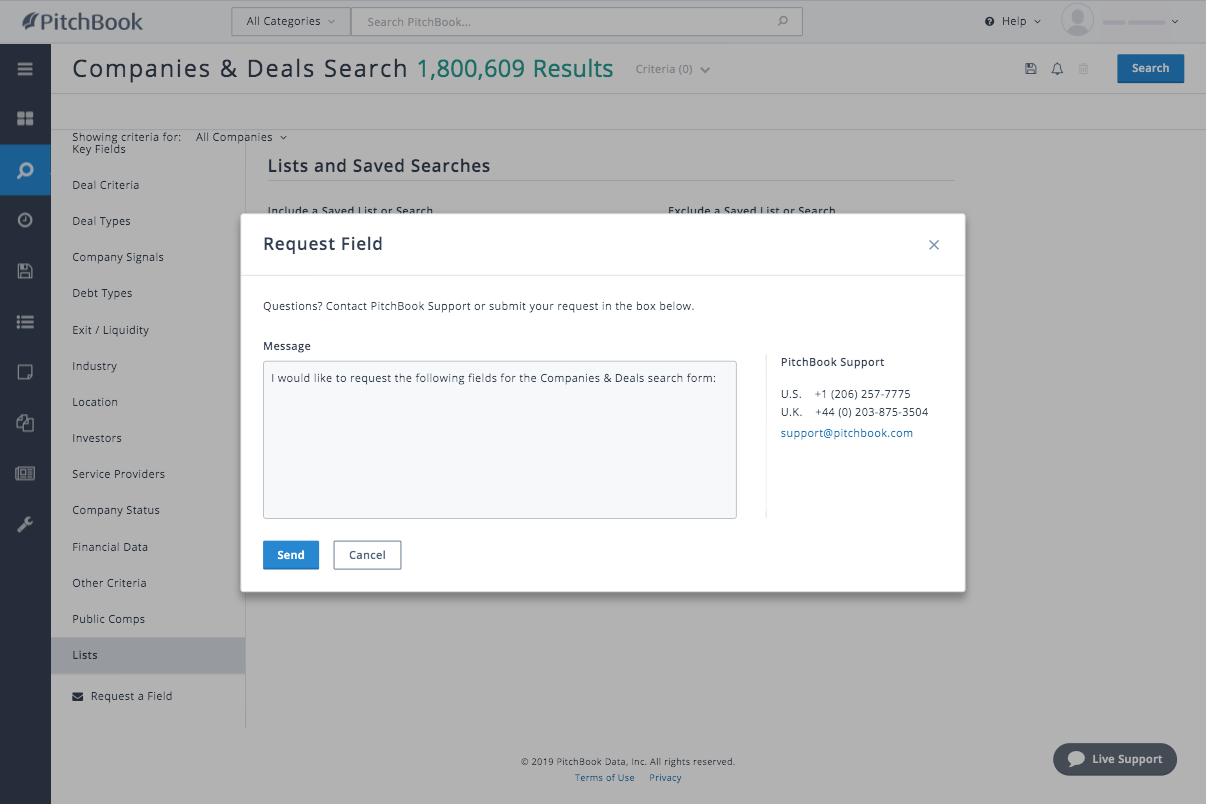 PitchBook
All Categories
Search PitchBook...
Help
Companies & Deals Search 1,800,609 Results
Criteria (0)
Search
Showing criteria for: All Companies
Key Fields
Deal Criteria
Deal Types
Company Signals
Debt Types
Exit / Liquidity
Industry
Location
Investors
Service Providers
Company Status
Financial Data
Other Criteria
Public Comps
Lists
Request a Field
Lists and Saved Searches
Include a Saved List or Search
Exclude a Saved List or Search
Request Field
Questions? Contact PitchBook Support or submit your request in the box below.
Message
I would like to request the following fields for the Companies & Deals search form:
PitchBook Support
U.S. +1 (206) 257-7775
U.K. +44 (0) 203-875-3504
support@pitchbook.com
Send
Cancel
© 2019 PitchBook Data, Inc. All rights reserved.
Terms of Use Privacy
Live Support